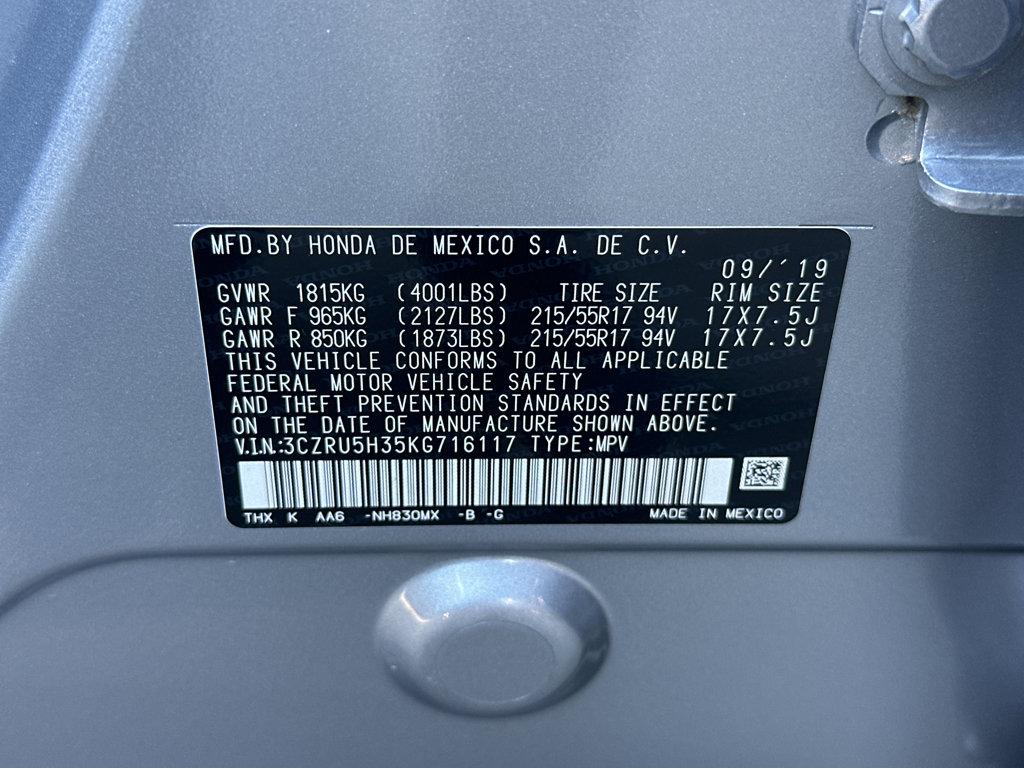 MFD.BY HONDA DE MEXICO S.A. DE C.V.
09/'19
GVWR 1815KG (4001LBS) TIRE SIZE RIM SIZE
GAWR F 965KG (2127LBS) 215/55R17 94V 17X7.5J
GAWR R 850KG (1873LBS) 215/55R17 94V 17X7.5J
THIS VEHICLE CONFORMS TO ALL APPLICABLE
FEDERAL MOTOR VEHICLE SAFETY
AND THEFT PREVENTION STANDARDS IN EFFECT
ON THE DATE OF MANUFACTURE SHOWN ABOVE.
V.I.N.:3CZRU5H35KG716117 TYPE:MPV
THX K AA6 -NH830MX -B -G MADE IN MEXICO